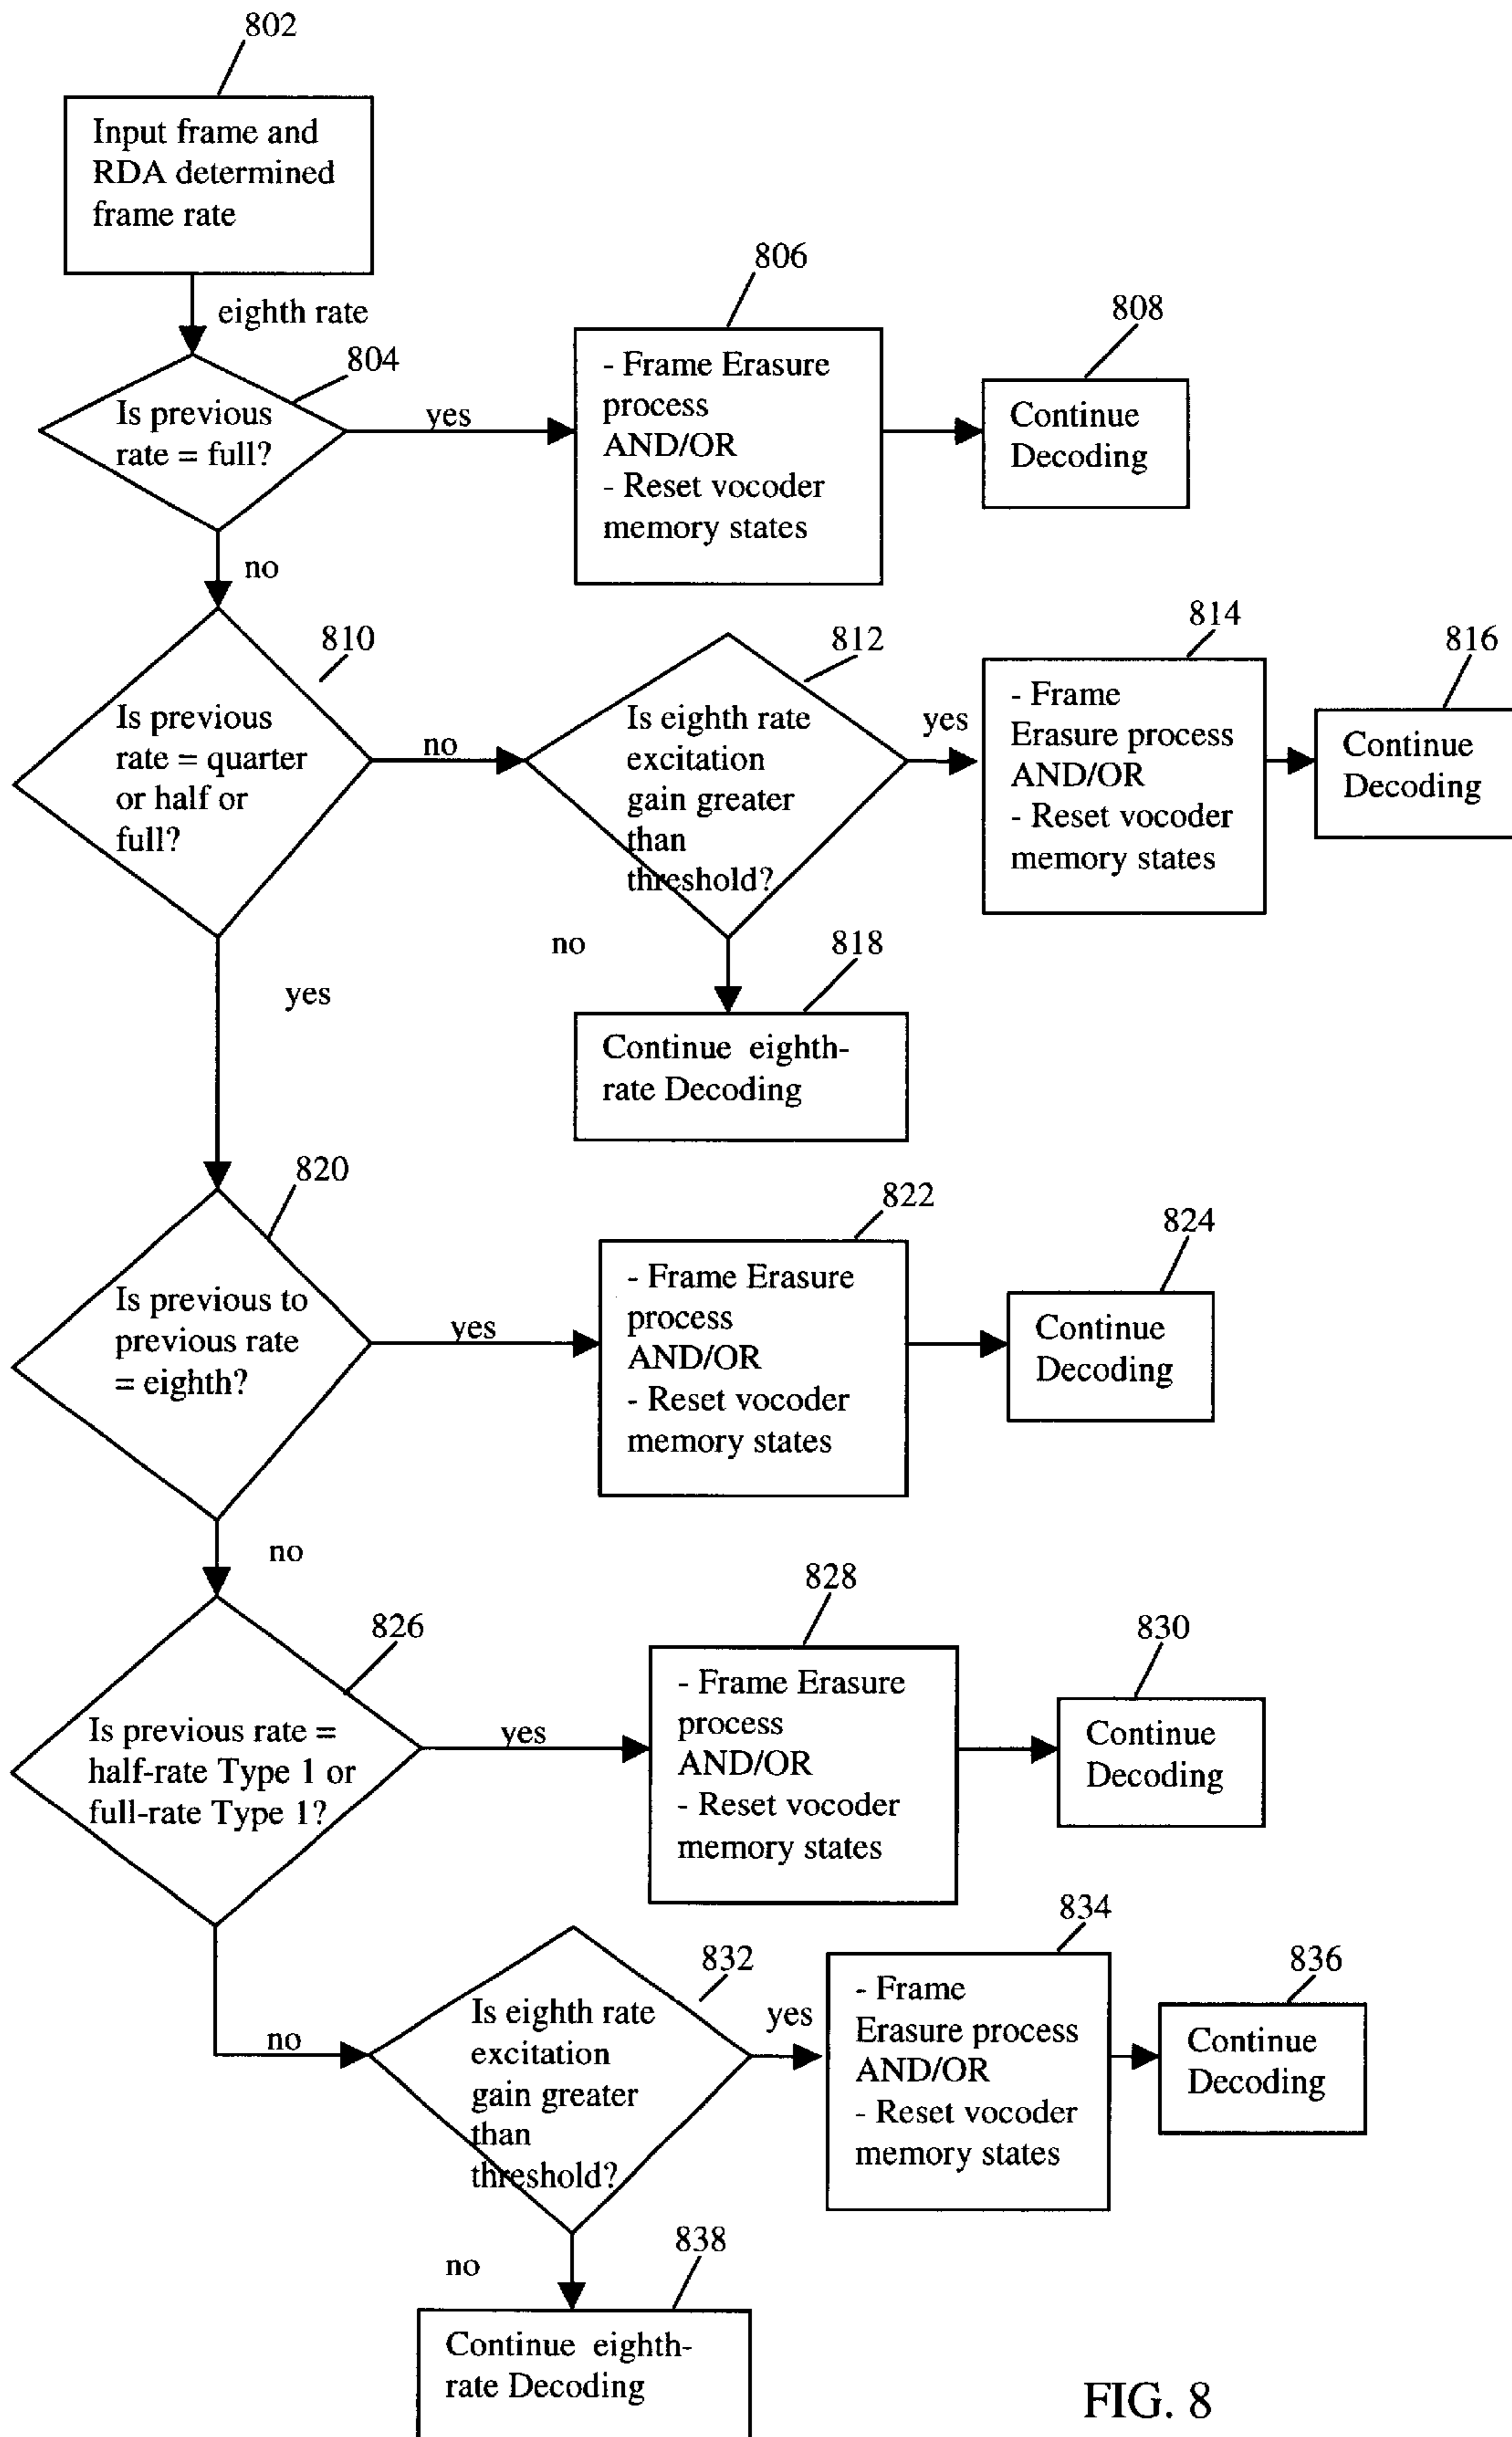 802
Input frame and
RDA determined
frame rate
eighth rate
804
Is previous
rate = full?
yes
806
- Frame Erasure
process
AND/OR
- Reset vocoder
memory states
808
Continue
Decoding
no
810
Is previous
rate = quarter
or half or
full?
no
812
Is eighth rate
excitation
gain greater
than
threshold?
yes
814
- Frame
Erasure process
AND/OR
- Reset vocoder
memory states
816
Continue
Decoding
no
818
Continue eighth-
rate Decoding
yes
820
Is previous to
previous rate
= eighth?
yes
822
- Frame Erasure
process
AND/OR
- Reset vocoder
memory states
824
Continue
Decoding
no
826
Is previous rate =
half-rate Type 1 or
full-rate Type 1?
yes
828
- Frame Erasure
process
AND/OR
- Reset vocoder
memory states
830
Continue
Decoding
no
832
Is eighth rate
excitation
gain greater
than
threshold?
yes
834
- Frame
Erasure process
AND/OR
- Reset vocoder
memory states
836
Continue
Decoding
no
838
Continue eighth-
rate Decoding
FIG. 8